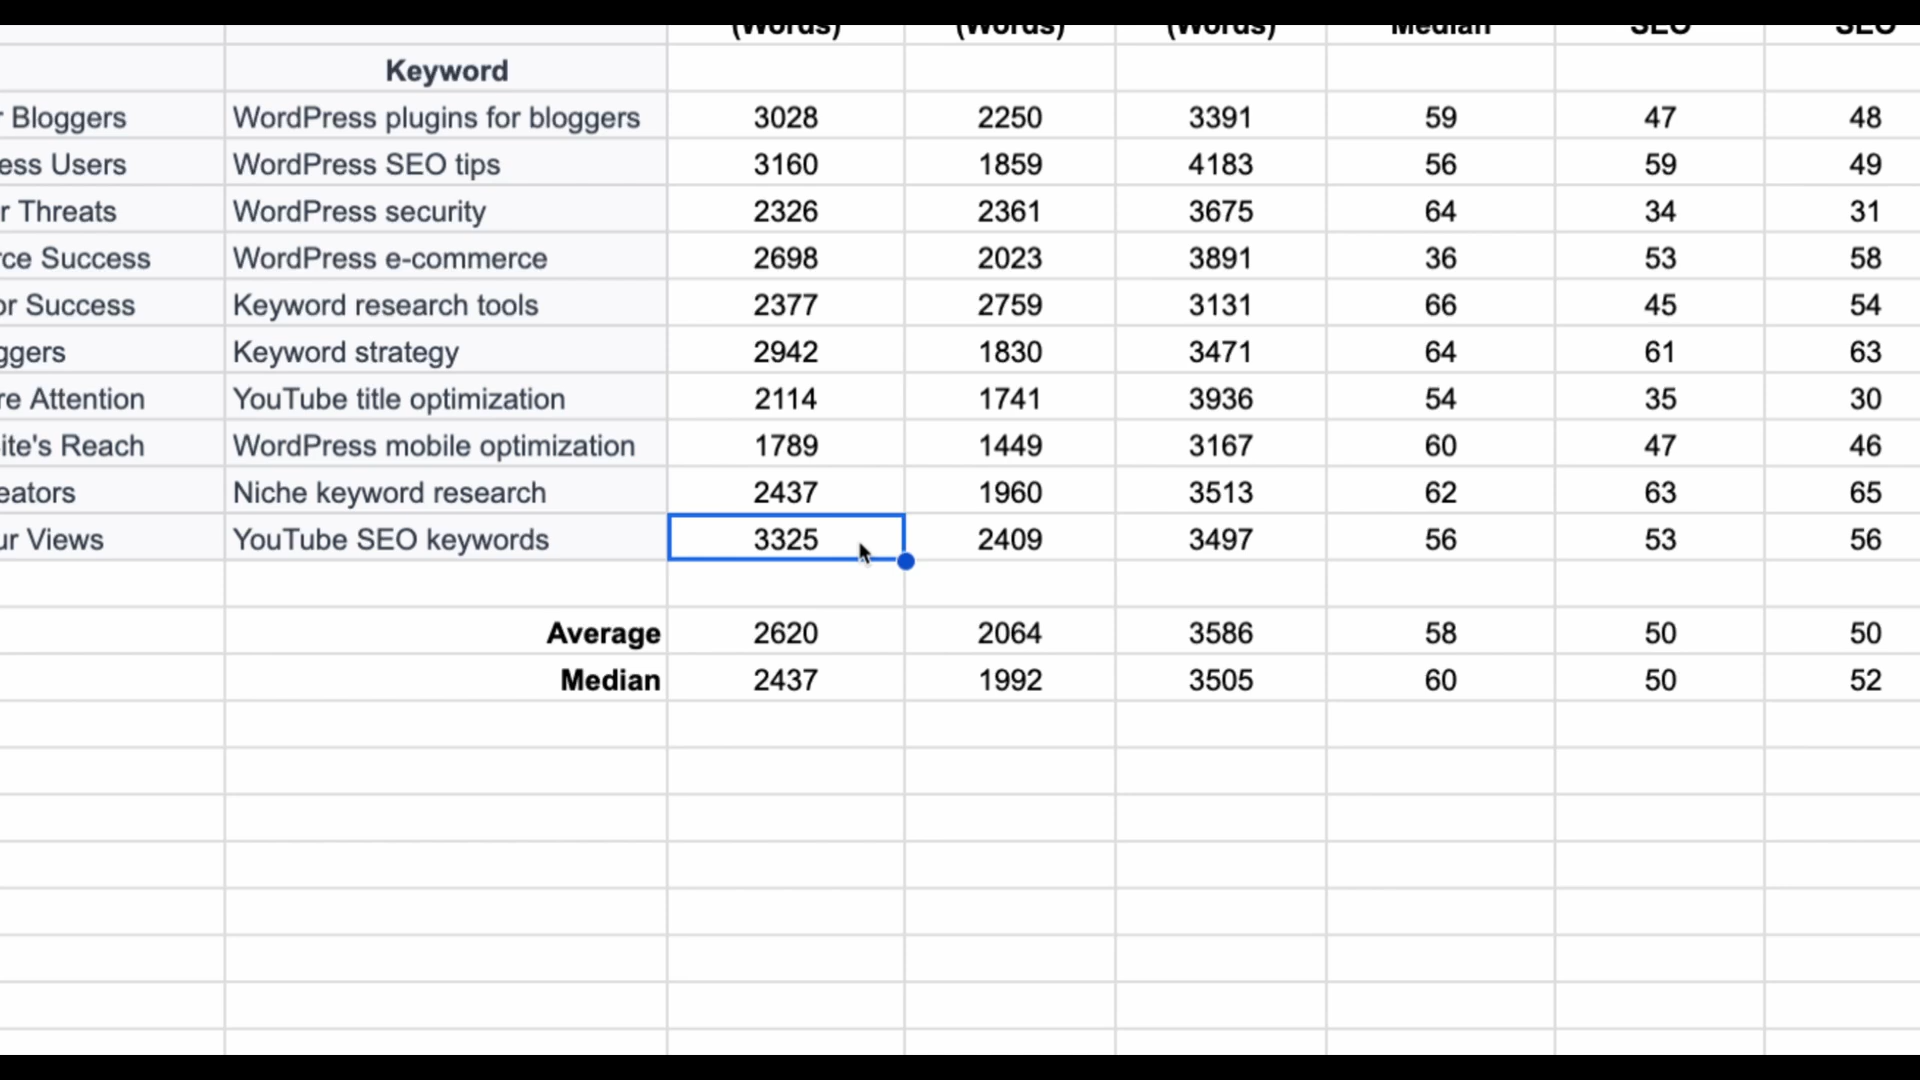 (Words) (Words) (Words) Median SEO SEO
Keyword
r Bloggers WordPress plugins for bloggers 3028 2250 3391 59 47 48
ess Users WordPress SEO tips 3160 1859 4183 56 59 49
r Threats WordPress security 2326 2361 3675 64 34 31
rce Success WordPress e-commerce 2698 2023 3891 36 53 58
or Success Keyword research tools 2377 2759 3131 66 45 54
ggers Keyword strategy 2942 1830 3471 64 61 63
re Attention YouTube title optimization 2114 1741 3936 54 35 30
ite's Reach WordPress mobile optimization 1789 1449 3167 60 47 46
eators Niche keyword research 2437 1960 3513 62 63 65
ur Views YouTube SEO keywords 3325 2409 3497 56 53 56
Average 2620 2064 3586 58 50 50
Median 2437 1992 3505 60 50 52